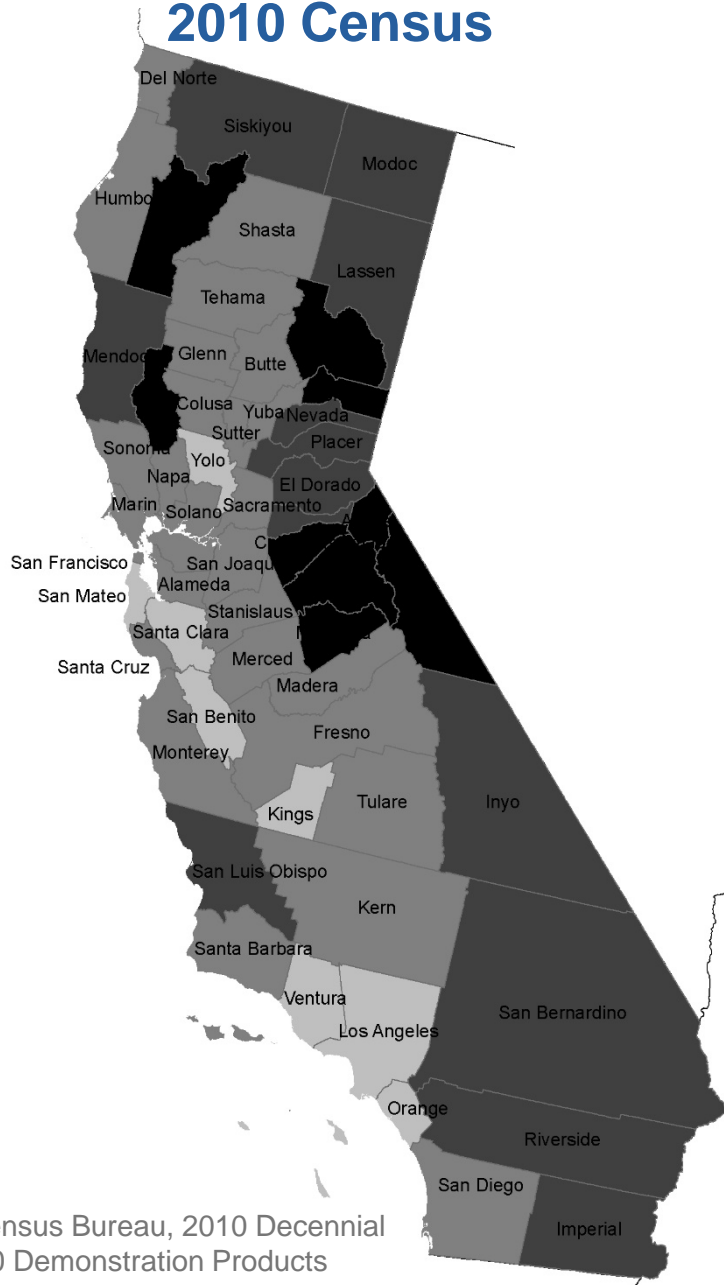 2010 Census
Del Norte
Siskiyou
Modoc
Humbo
Shasta
Lassen
Tehama
Mendoc
Glenn
Butte
Colusa
Yuba
Nevada
Sutter
Placer
Sonoma
Yolo
Napa
El Dorado
Marin
Solano
Sacramento
A
C
San Francisco
San Joaqu
Alameda
San Mateo
Stanislaus
Santa Clara
Merced
Santa Cruz
Madera
San Benito
Fresno
Monterey
Kings
Tulare
Inyo
San Luis Obispo
Kern
Santa Barbara
Ventura
San Bernardino
Los Angeles
Orange
Riverside
San Diego
Imperial
ensus Bureau, 2010 Decennial
0 Demonstration Products